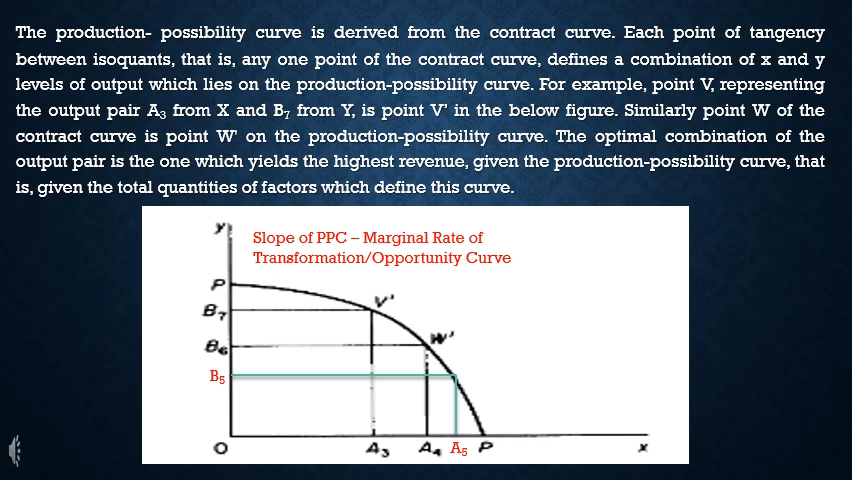 The production- possibility curve is derived from the contract curve. Each point of tangency
between isoquants, that is, any one point of the contract curve, defines a combination of x and y
levels of output which lies on the production-possibility curve. For example, point V, representing
the output pair A3 from X and B7 from Y, is point V' in the below figure. Similarly point W of the
contract curve is point W' on the production-possibility curve. The optimal combination of the
output pair is the one which yields the highest revenue, given the production-possibility curve, that
is, given the total quantities of factors which define this curve.
y
Slope of PPC – Marginal Rate of
Transformation/Opportunity Curve
P
V'
B7
W'
B6
B5
O
A3
A4
A5
P
x